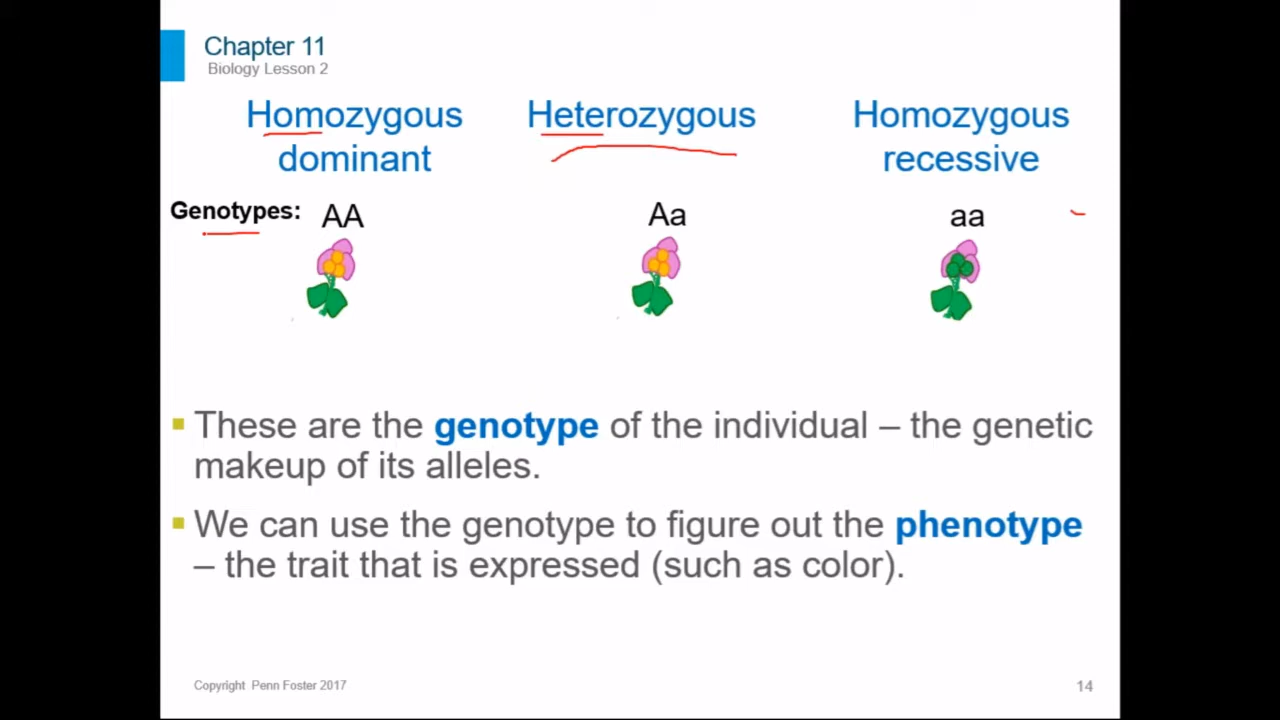 Chapter 11
Biology Lesson 2
Homozygous dominant
Heterozygous
Homozygous recessive
Genotypes: AA Aa aa
▪ These are the genotype of the individual – the genetic
makeup of its alleles.
▪ We can use the genotype to figure out the phenotype
– the trait that is expressed (such as color).
Copyright Penn Foster 2017
14